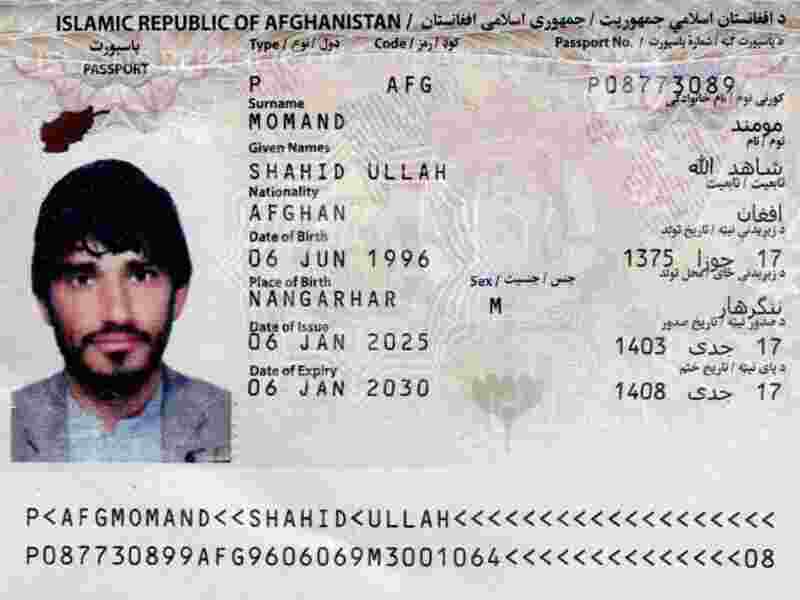 ISLAMIC REPUBLIC OF AFGHANISTAN / د افغانستان اسلامي جمهوریت / جمهوری اسلامی افغانستان
پاسپورت
PASSPORT
Type / ډول / نوع Code / کوډ / رمز Passport No. / د پاسپورت ګڼه / شمارهٔ پاسپورت
P AFG P08773089
Surname کورنی نوم / نام خانوادگی
MOMAND مومند
Given Names نوم / نام
SHAHID ULLAH شاهد الله
Nationality تابعیت / تابعیت
AFGHAN افغان
Date of Birth د زیږیدنې نېټه / تاریخ تولد
06 JUN 1996 17 جوزا 1375
Place of Birth Sex / جنس / جنسیت د زیږیدنې ځای / محل تولد
NANGARHAR M ننګرهار
Date of Issue د صدور نېټه / تاریخ صدور
06 JAN 2025 17 جدی 1403
Date of Expiry د پای نېټه / تاریخ ختم
06 JAN 2030 17 جدی 1408
P<AFGMOMAND<<SHAHID<ULLAH<<<<<<<<<<<<<<<<<<<
P087730899AFG9606069M3001064<<<<<<<<<<<<<<08